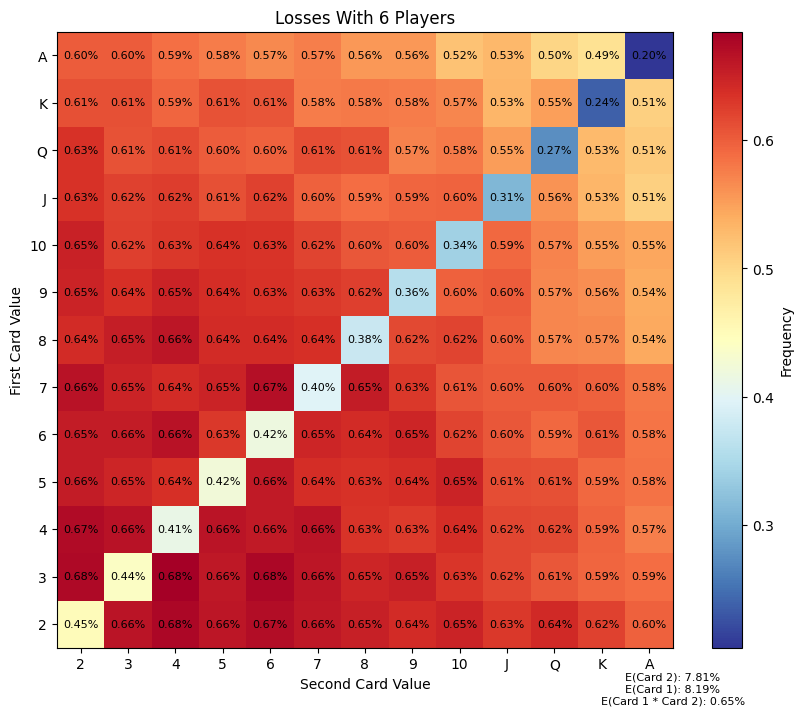 Losses With 6 Players
A 0.60% 0.60% 0.59% 0.58% 0.57% 0.57% 0.56% 0.56% 0.52% 0.53% 0.50% 0.49% 0.20%
K 0.61% 0.61% 0.59% 0.61% 0.61% 0.58% 0.58% 0.58% 0.57% 0.53% 0.55% 0.24% 0.51%
Q 0.63% 0.61% 0.61% 0.60% 0.60% 0.61% 0.61% 0.57% 0.58% 0.55% 0.27% 0.53% 0.51%
J 0.63% 0.62% 0.62% 0.61% 0.62% 0.60% 0.59% 0.59% 0.60% 0.31% 0.56% 0.53% 0.51%
10 0.65% 0.62% 0.63% 0.64% 0.63% 0.62% 0.60% 0.60% 0.34% 0.59% 0.57% 0.55% 0.55%
9 0.65% 0.64% 0.65% 0.64% 0.63% 0.63% 0.62% 0.36% 0.60% 0.60% 0.57% 0.56% 0.54%
8 0.64% 0.65% 0.66% 0.64% 0.64% 0.64% 0.38% 0.62% 0.62% 0.60% 0.57% 0.57% 0.54%
7 0.66% 0.65% 0.64% 0.65% 0.67% 0.40% 0.65% 0.63% 0.61% 0.60% 0.60% 0.60% 0.58%
6 0.65% 0.66% 0.66% 0.63% 0.42% 0.65% 0.64% 0.65% 0.62% 0.60% 0.59% 0.61% 0.58%
5 0.66% 0.65% 0.64% 0.42% 0.66% 0.64% 0.63% 0.64% 0.65% 0.61% 0.61% 0.59% 0.58%
4 0.67% 0.66% 0.41% 0.66% 0.66% 0.66% 0.63% 0.63% 0.64% 0.62% 0.62% 0.59% 0.57%
3 0.68% 0.44% 0.68% 0.66% 0.68% 0.66% 0.65% 0.65% 0.63% 0.62% 0.61% 0.59% 0.59%
2 0.45% 0.66% 0.68% 0.66% 0.67% 0.66% 0.65% 0.64% 0.65% 0.63% 0.64% 0.62% 0.60%
2 3 4 5 6 7 8 9 10 J Q K A
First Card Value
Second Card Value
0.6
0.5
0.4
0.3
Frequency
E(Card 2): 7.81%
E(Card 1): 8.19%
E(Card 1 * Card 2): 0.65%